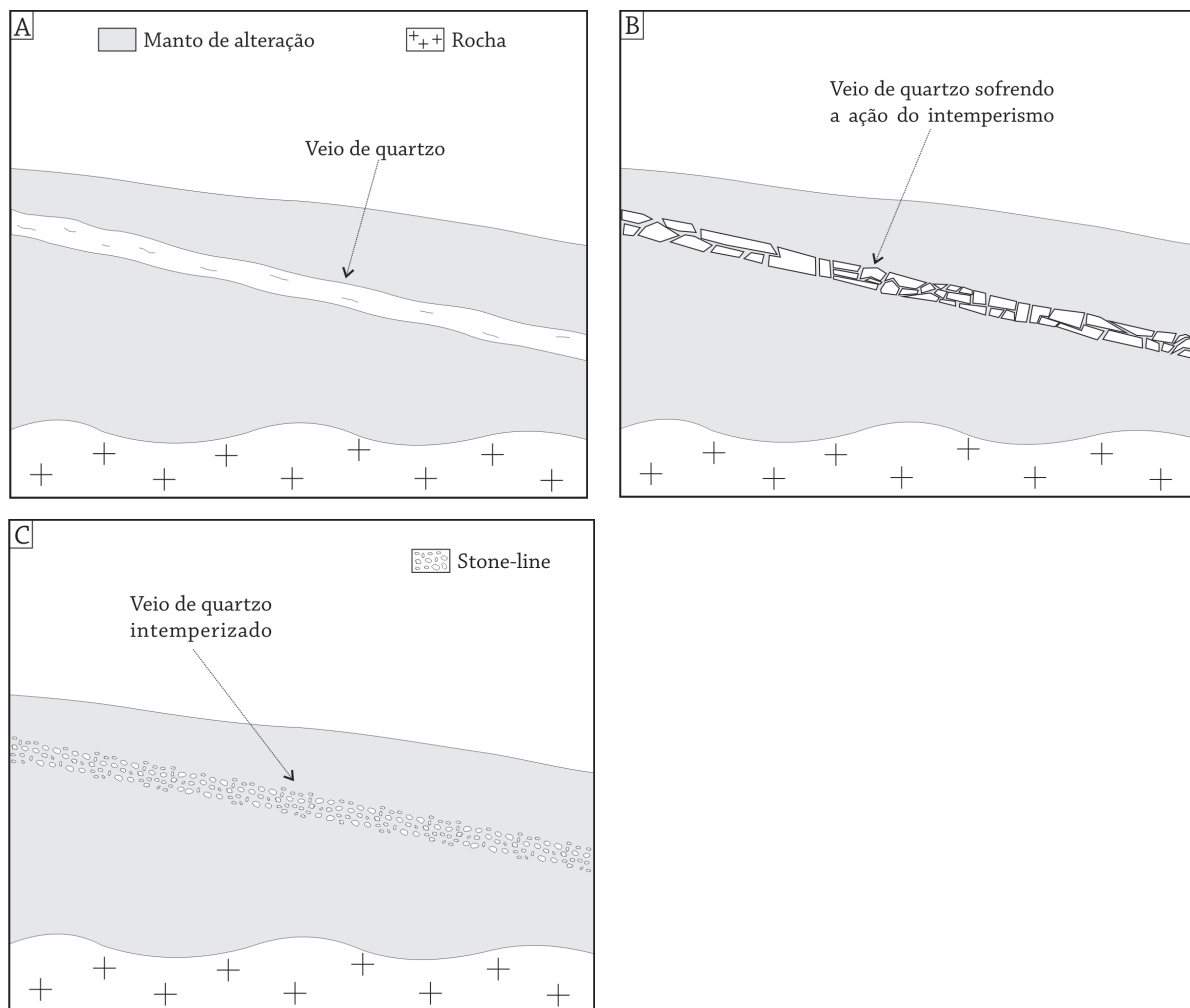 A
Manto de alteração
Rocha
Veio de quartzo
B
Veio de quartzo sofrendo
a ação do intemperismo
C
Stone-line
Veio de quartzo
intemperizado